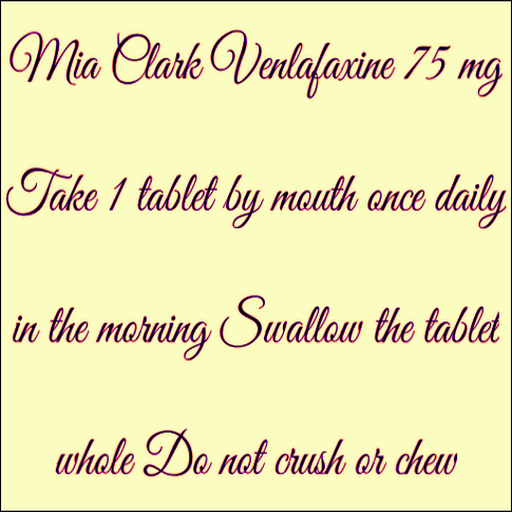 Mia Clark Venlafaxine 75 mg
Take 1 tablet by mouth once daily
in the morning Swallow the tablet
whole Do not crush or chew